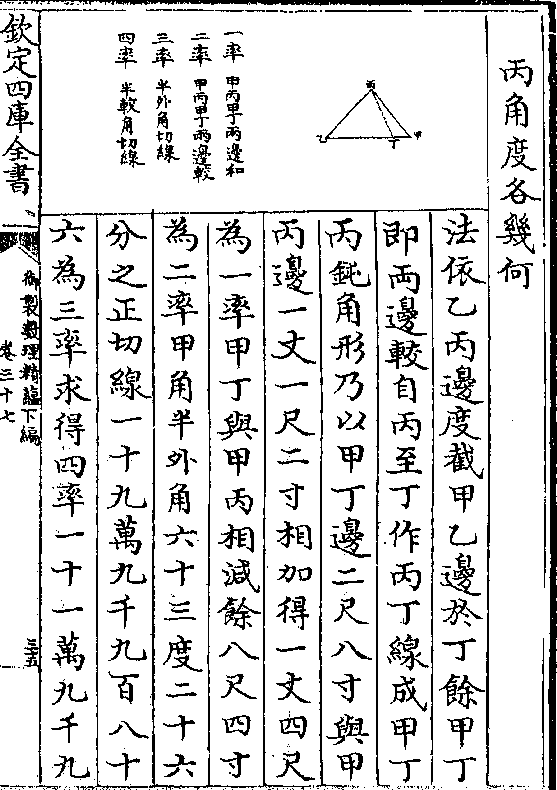 丙角度各幾何
法依乙丙邊度截甲乙邊於丁餘甲丁
即両邊較自丙至丁作丙丁線成甲丁
丙鈍角形乃以甲丁邊二尺八寸與甲
丙邊一丈一尺二寸相加得一丈四尺
為一率甲丁與甲丙相減餘八尺四寸
為二率甲角半外角六十三度二十六
分之正切線一十九萬九千九百八十
六為三率求得四率一十一萬九千九
丙
乙
丁
甲
一率 甲丙甲丁兩邊和
二率 甲丙甲丁兩邊較
三率 半外角切線
四率 半較角切線
欽定四庫全書
御製數理精藴下編
卷三十七
三五